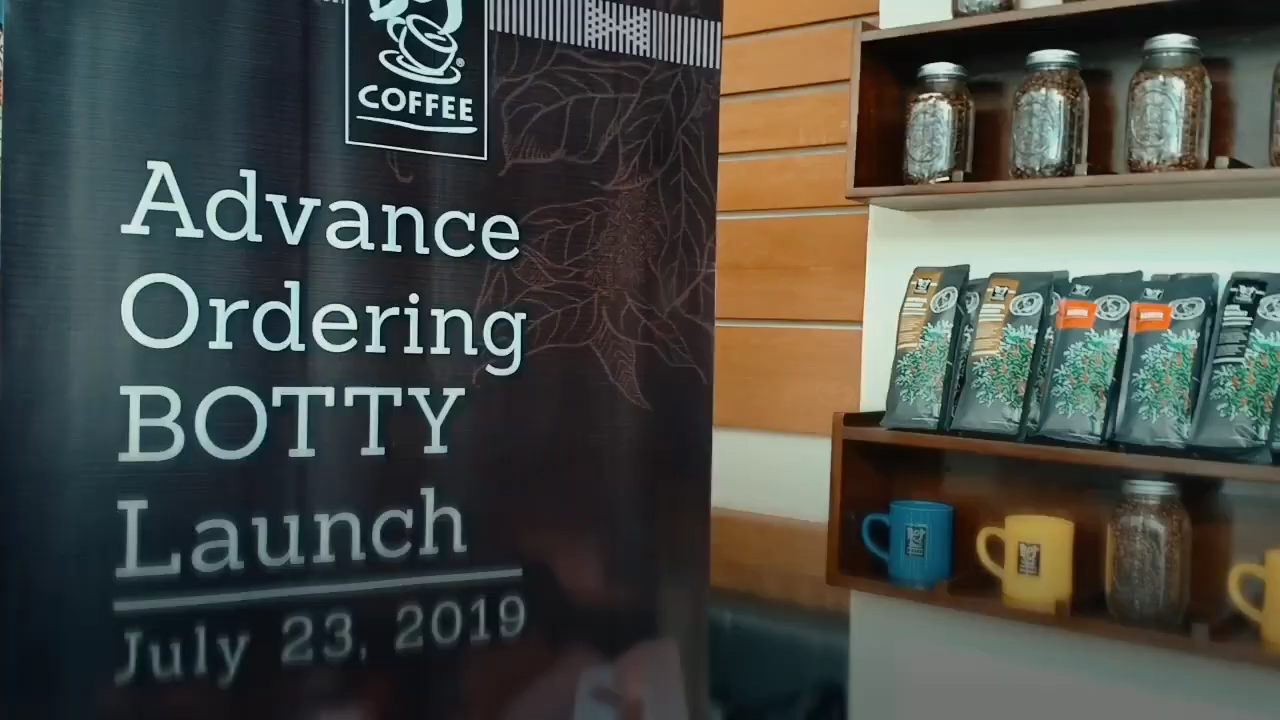 COFFEE
Advance
Ordering
BOTTY
Launch
July 23, 2019